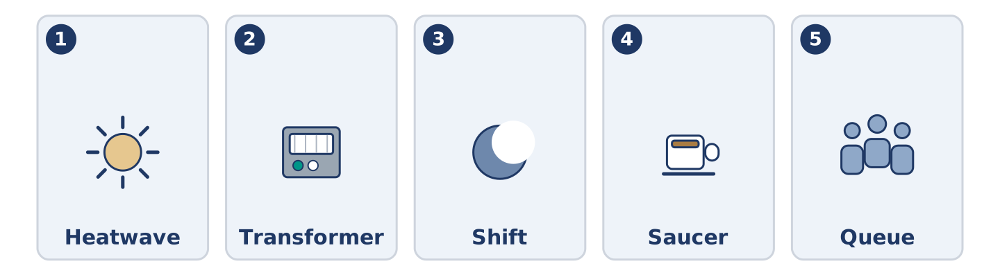 1
2
3
4
5
Heatwave
Transformer
Shift
Saucer
Queue